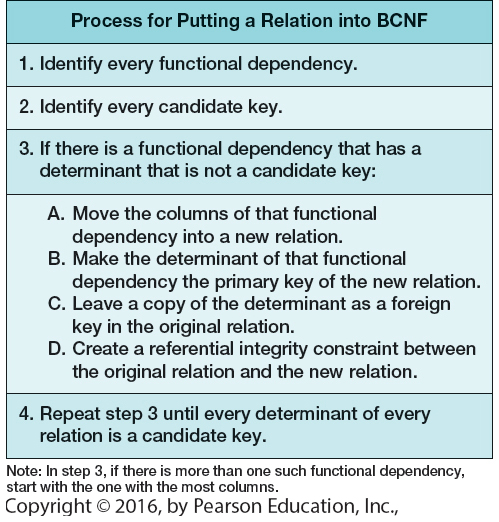 Process for Putting a Relation into BCNF
1. Identify every functional dependency.
2. Identify every candidate key.
3. If there is a functional dependency that has a
determinant that is not a candidate key:
A. Move the columns of that functional
dependency into a new relation.
B. Make the determinant of that functional
dependency the primary key of the new relation.
C. Leave a copy of the determinant as a foreign
key in the original relation.
D. Create a referential integrity constraint between
the original relation and the new relation.
4. Repeat step 3 until every determinant of every
relation is a candidate key.
Note: In step 3, if there is more than one such functional dependency,
start with the one with the most columns.
Copyright © 2016, by Pearson Education, Inc.,